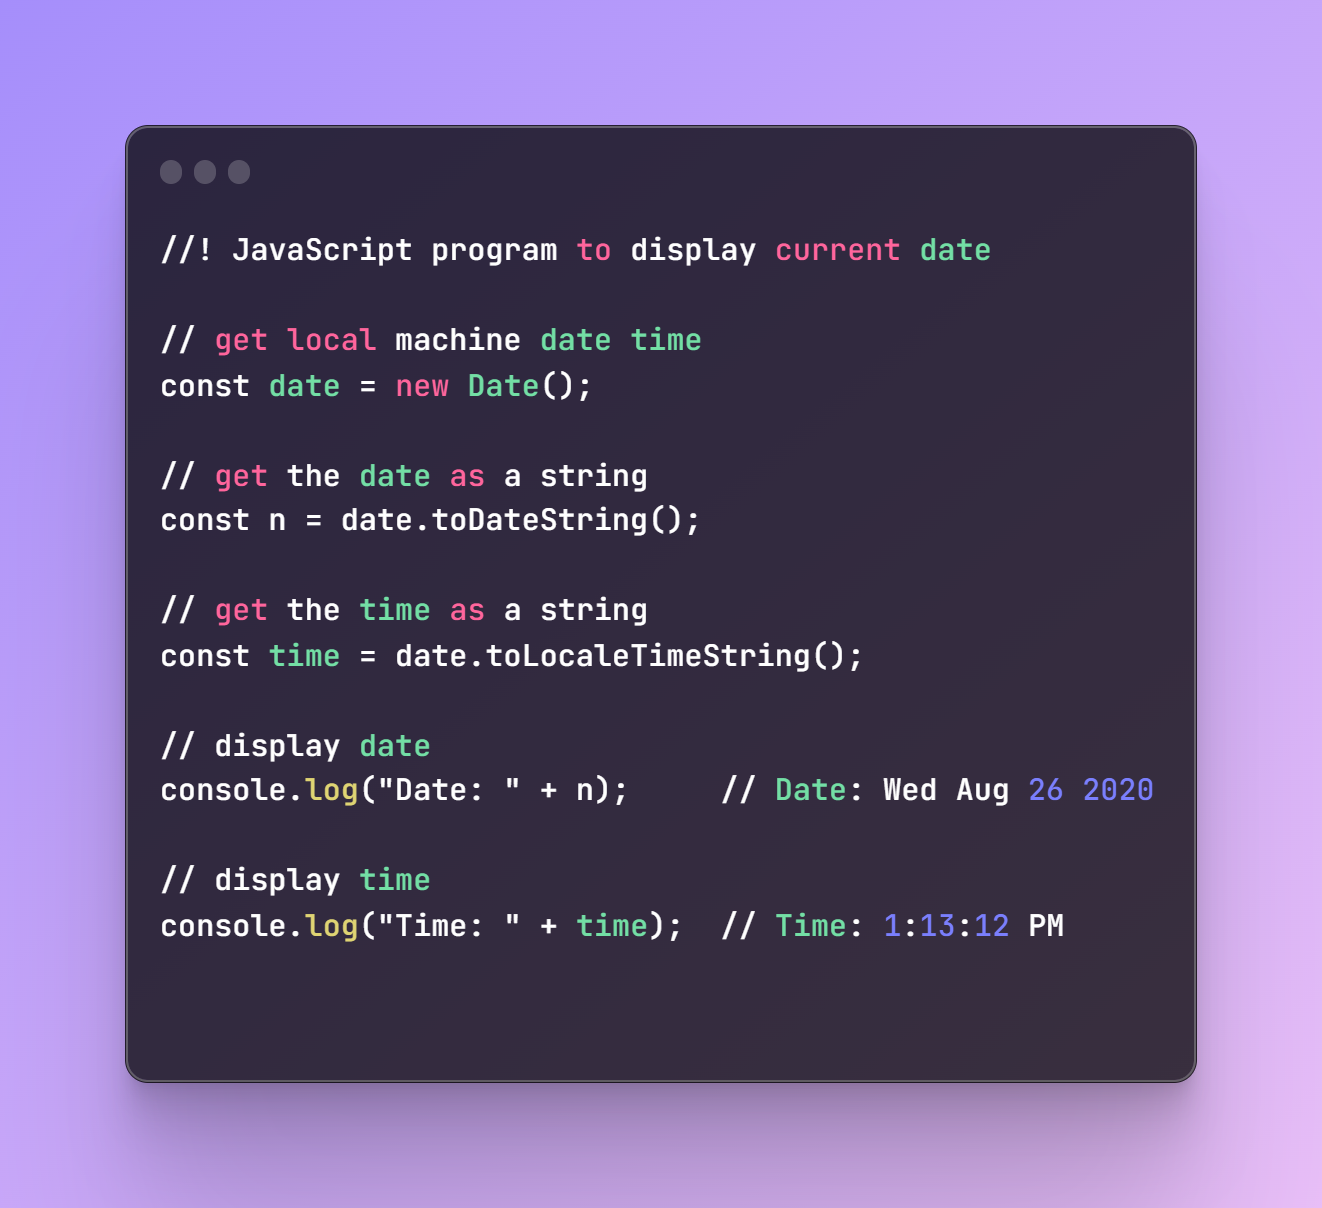 //! JavaScript program to display current date
// get local machine date time
const date = new Date();
// get the date as a string
const n = date.toDateString();
// get the time as a string
const time = date.toLocaleTimeString();
// display date
console.log("Date: " + n);     // Date: Wed Aug 26 2020
// display time
console.log("Time: " + time);  // Time: 1:13:12 PM